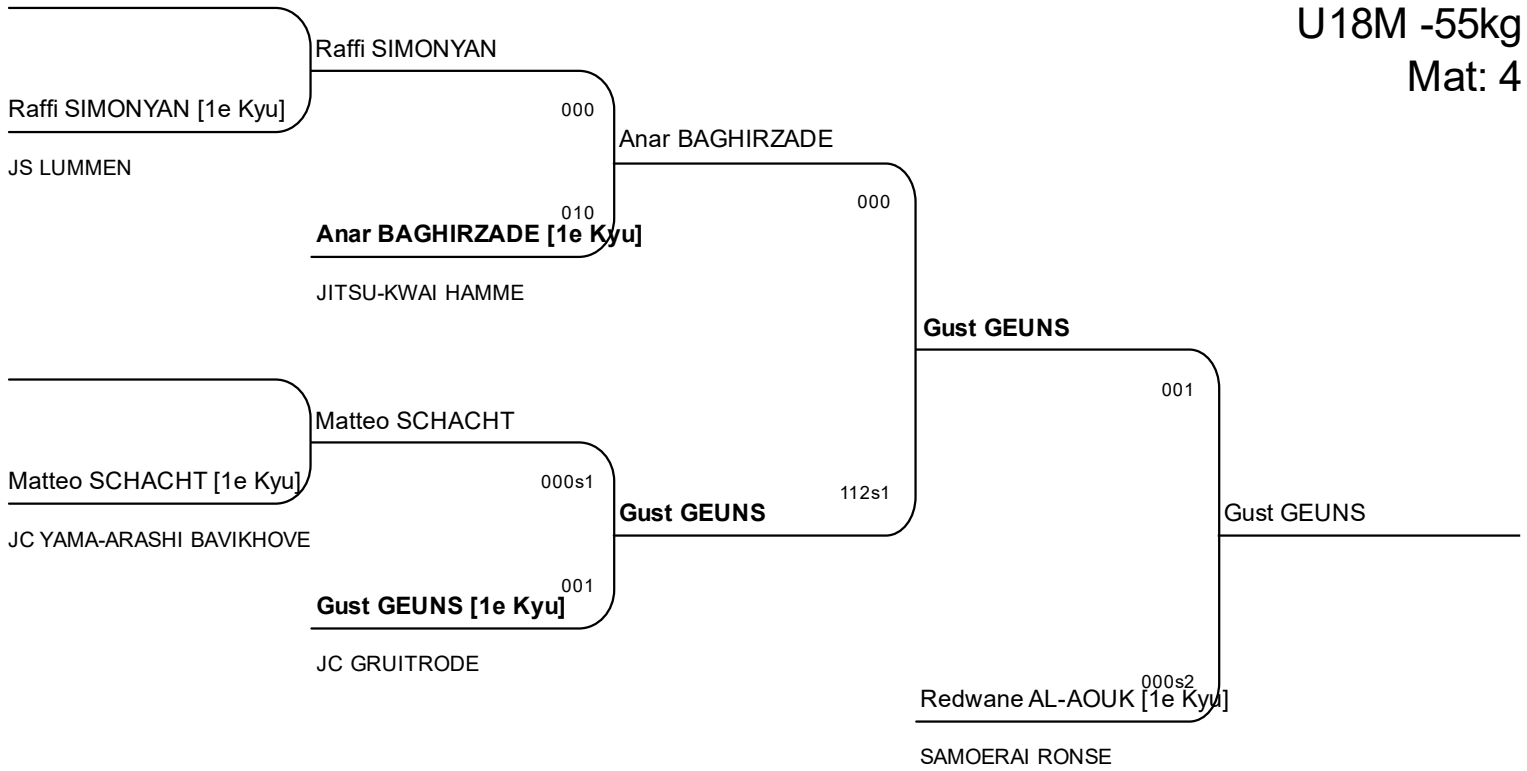 U18M -55kg
Mat: 4
Raffi SIMONYAN
Raffi SIMONYAN [1e Kyu]
000
Anar BAGHIRZADE
JS LUMMEN
000
010
Anar BAGHIRZADE [1e Kyu]
JITSU-KWAI HAMME
Gust GEUNS
001
Matteo SCHACHT
Matteo SCHACHT [1e Kyu]
000s1
112s1
Gust GEUNS
Gust GEUNS
JC YAMA-ARASHI BAVIKHOVE
001
Gust GEUNS [1e Kyu]
JC GRUITRODE
000s2
Redwane AL-AOUK [1e Kyu]
SAMOERAI RONSE